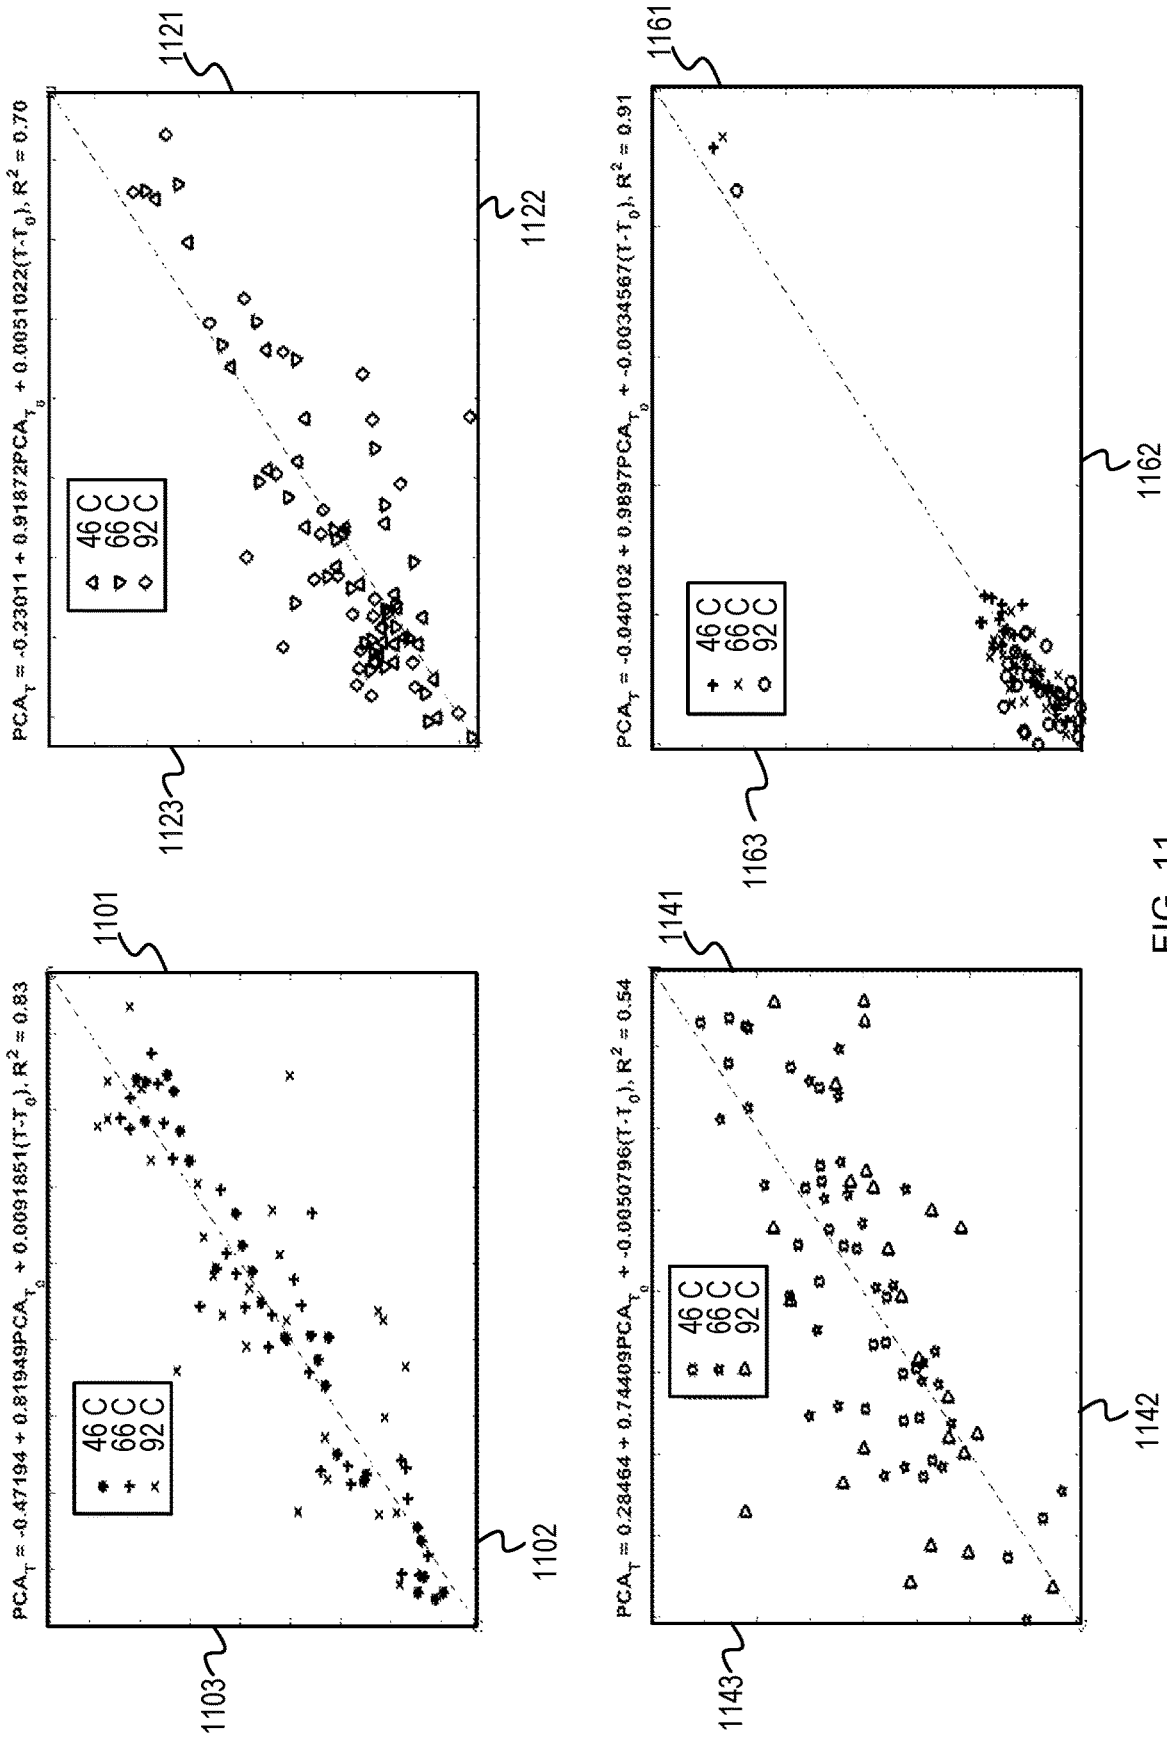 PCA_T = -0.47194 + 0.81949PCA_T₀ + 0.0091851(T-T₀), R² = 0.83
46 C
66 C
92 C
1101
1102
1103
PCA_T = -0.23011 + 0.91872PCA_T₀ + 0.0051022(T-T₀), R² = 0.70
46 C
66 C
92 C
1121
1122
1123
PCA_T = 0.28464 + 0.74409PCA_T₀ + -0.0050796(T-T₀), R² = 0.54
46 C
66 C
92 C
1141
1142
1143
PCA_T = -0.040102 + 0.9897PCA_T₀ + -0.0034567(T-T₀), R² = 0.91
46 C
66 C
92 C
1161
1162
1163
FIG. 11